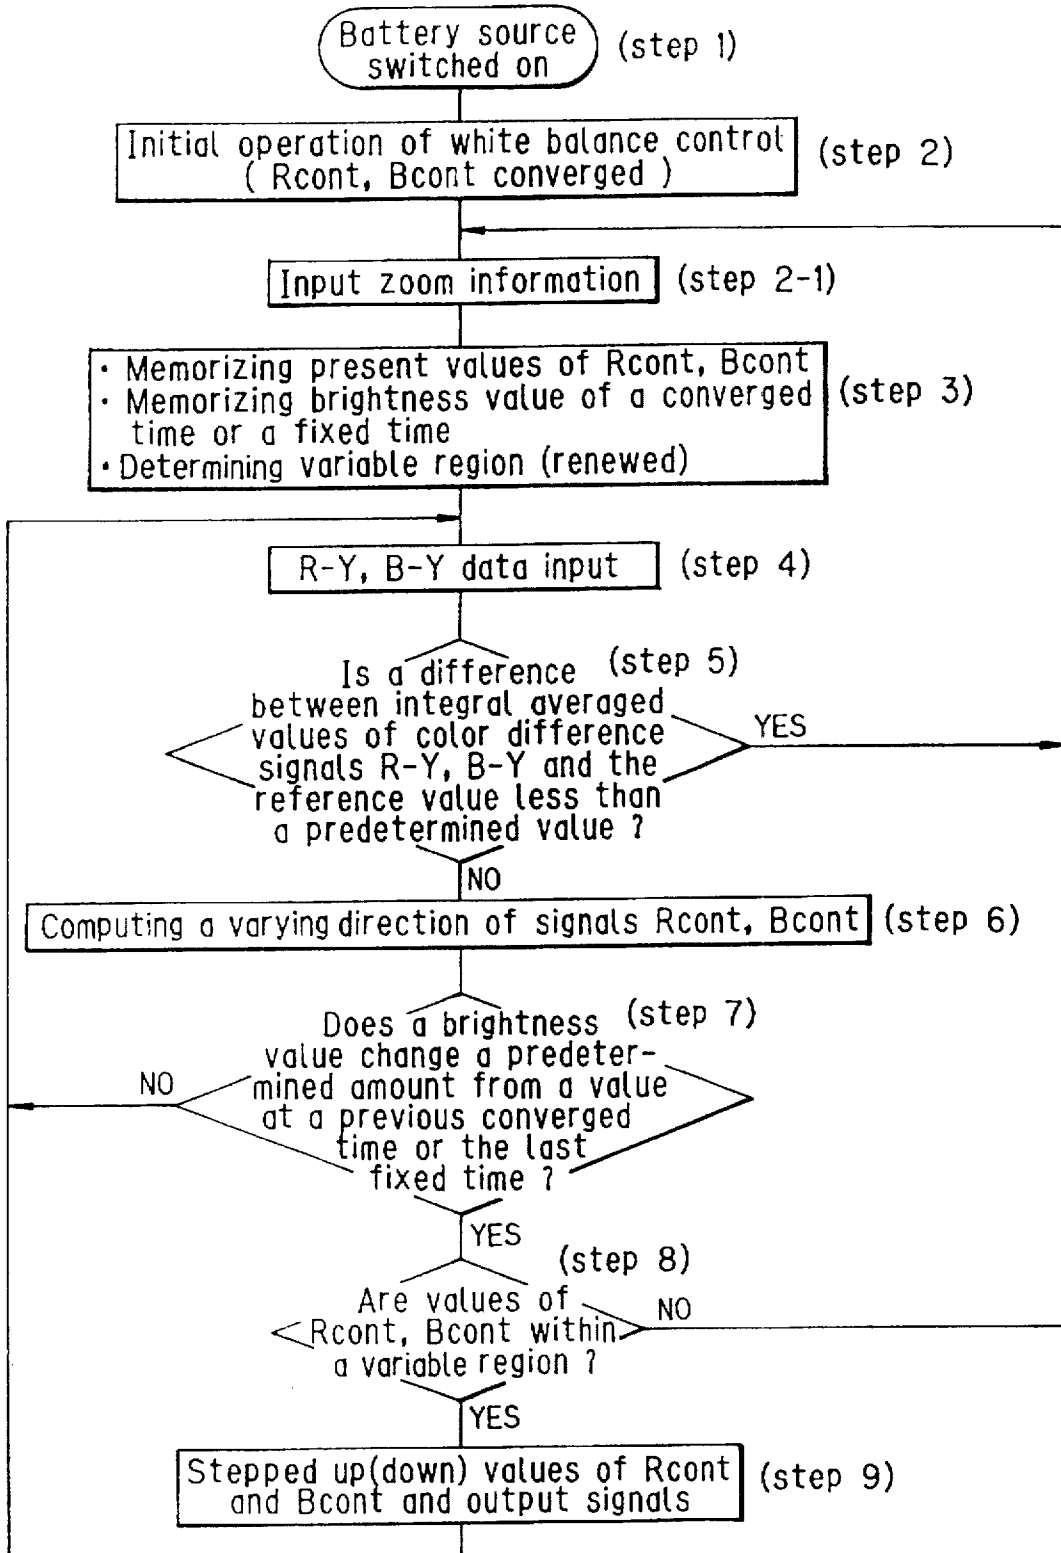 Battery source
switched on
(step 1)
Initial operation of white balance control
( Rcont, Bcont converged )
(step 2)
Input zoom information
(step 2-1)
· Memorizing present values of Rcont, Bcont
· Memorizing brightness value of a converged
time or a fixed time
· Determining variable region (renewed)
(step 3)
R-Y, B-Y data input
(step 4)
(step 5)
Is a difference
between integral averaged
values of color difference
signals R-Y, B-Y and the
reference value less than
a predetermined value ?
YES
NO
Computing a varying direction of signals Rcont, Bcont
(step 6)
(step 7)
Does a brightness
value change a predeter-
mined amount from a value
at a previous converged
time or the last
fixed time ?
NO
YES
(step 8)
Are values of
Rcont, Bcont within
a variable region ?
NO
YES
Stepped up(down) values of Rcont
and Bcont and output signals
(step 9)